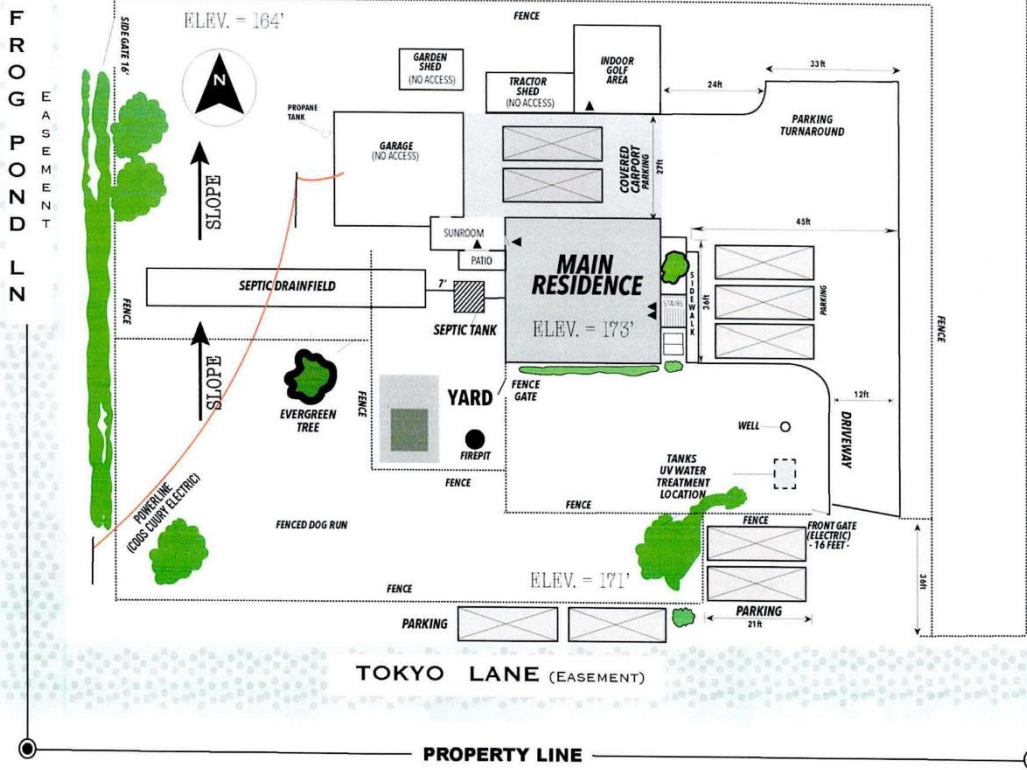 FROG POND LN
EASEMENT
SIDE GATE 16'
ELEV. = 164'
N
FENCE
GARDEN
SHED
(NO ACCESS)
TRACTOR
SHED
(NO ACCESS)
INDOOR
GOLF
AREA
24ft
33ft
PARKING
TURNAROUND
PROPANE
TANK
GARAGE
(NO ACCESS)
COVERED
CARPORT
PARKING
27ft
SLOPE
SUNROOM
PATIO
MAIN
RESIDENCE
ELEV. = 173'
45ft
STAIRS
SIDEWALK
36ft
PARKING
FENCE
SEPTIC DRAINFIELD
7'
SEPTIC TANK
FENCE
SLOPE
EVERGREEN
TREE
FENCE
YARD
FENCE
GATE
FIREPIT
FENCE
12ft
DRIVEWAY
WELL
TANKS
UV WATER
TREATMENT
LOCATION
POWERLINE
(COOS CUURY ELECTRIC)
FENCED DOG RUN
FENCE
FENCE
FRONT GATE
(ELECTRIC)
- 16 FEET -
36ft
ELEV. = 171'
FENCE
PARKING
PARKING
21ft
TOKYO LANE (EASEMENT)
PROPERTY LINE